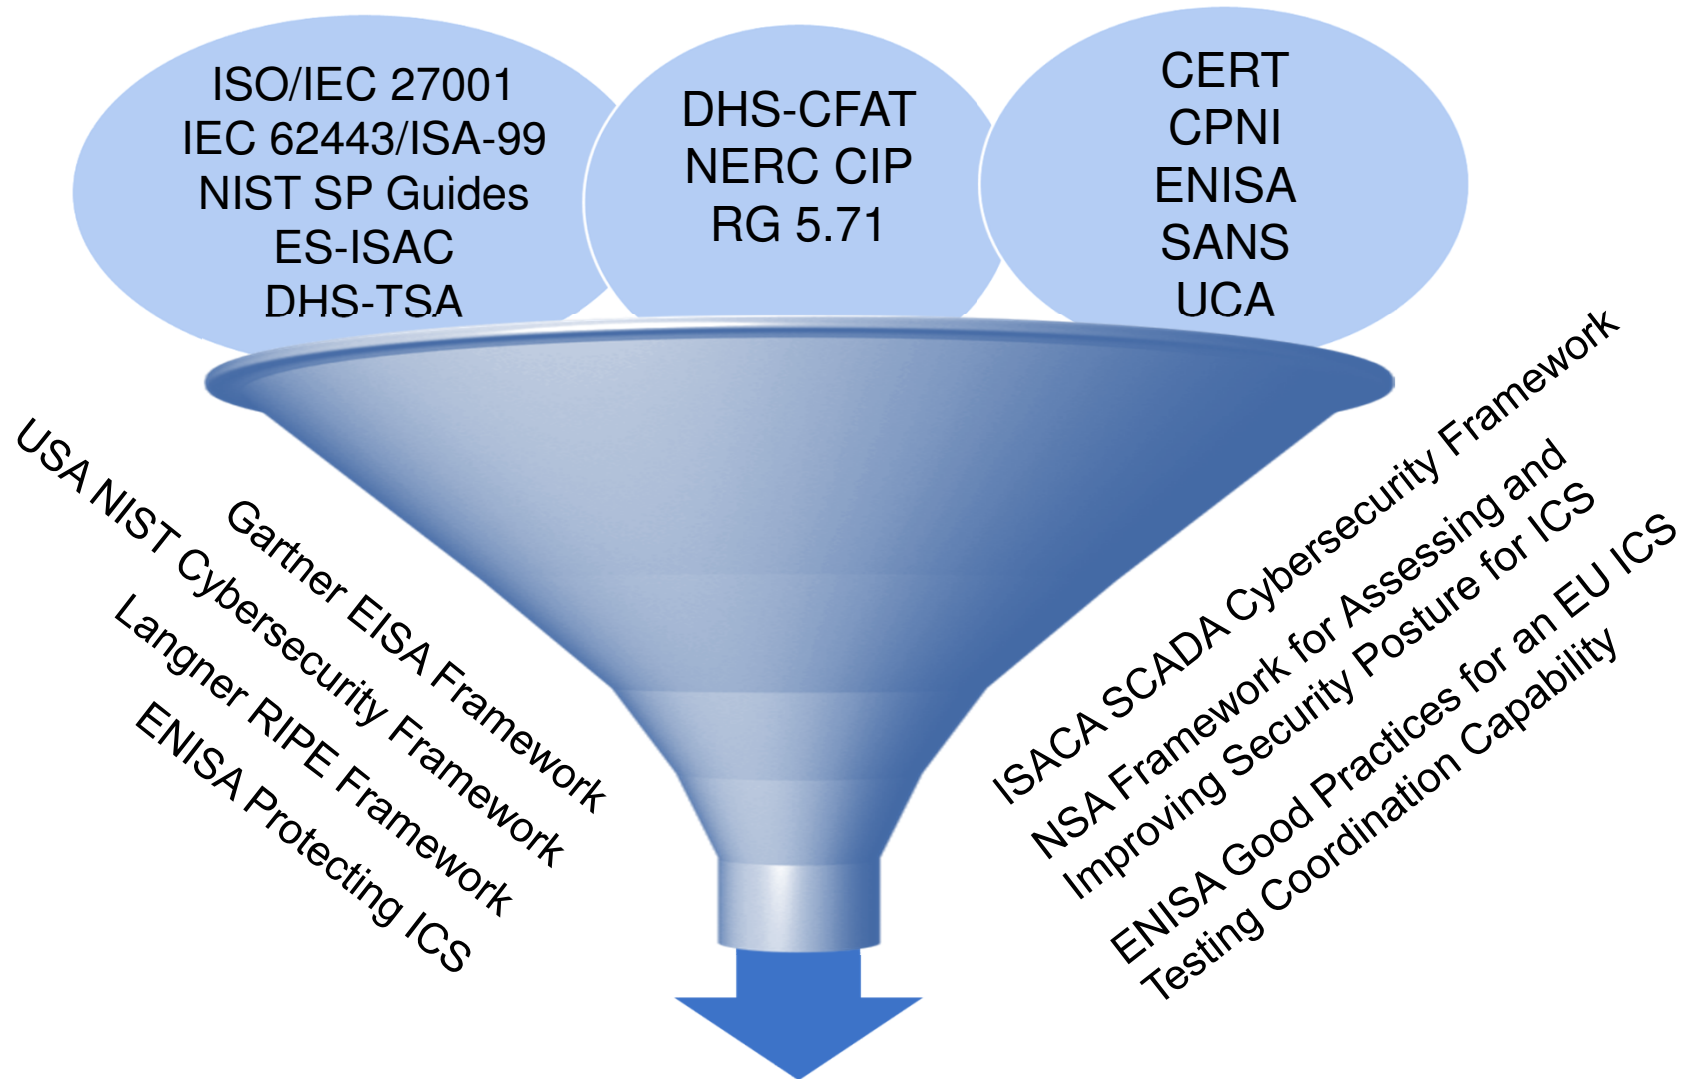 ISO/IEC 27001
IEC 62443/ISA-99
NIST SP Guides
ES-ISAC
DHS-TSA
DHS-CFAT
NERC CIP
RG 5.71
CERT
CPNI
ENISA
SANS
UCA
Gartner EISA Framework
USA NIST Cybersecurity Framework
Langner RIPE Framework
ENISA Protecting ICS
ISACA SCADA Cybersecurity Framework
NSA Framework for Assessing and
Improving Security Posture for ICS
ENISA Good Practices for an EU ICS
Testing Coordination Capability